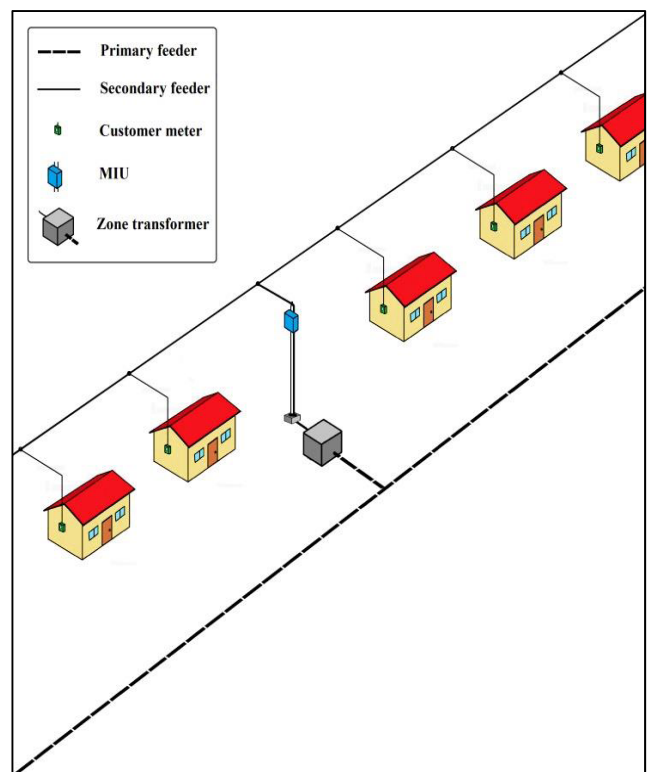 Primary feeder
Secondary feeder
Customer meter
MIU
Zone transformer